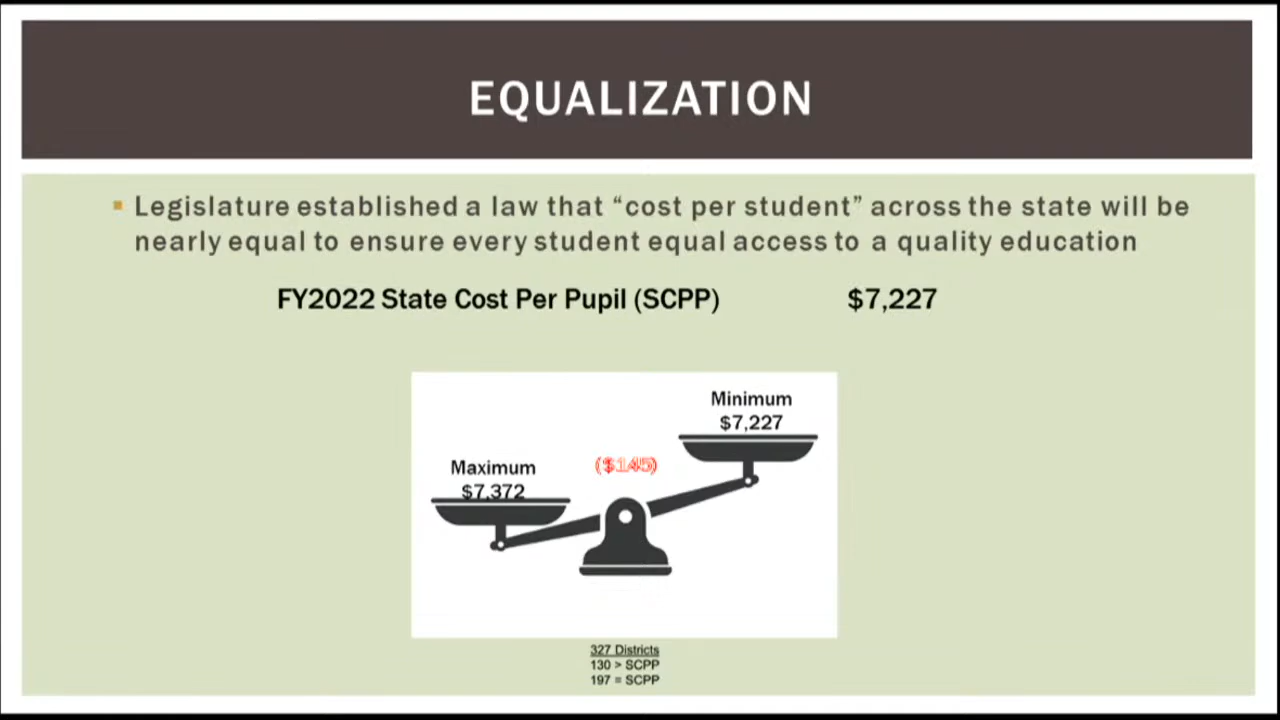 EQUALIZATION
Legislature established a law that “cost per student” across the state will be
nearly equal to ensure every student equal access to a quality education
FY2022 State Cost Per Pupil (SCPP) $7,227
Minimum
$7,227
($145)
Maximum
$7,372
327 Districts
130 > SCPP
197 = SCPP